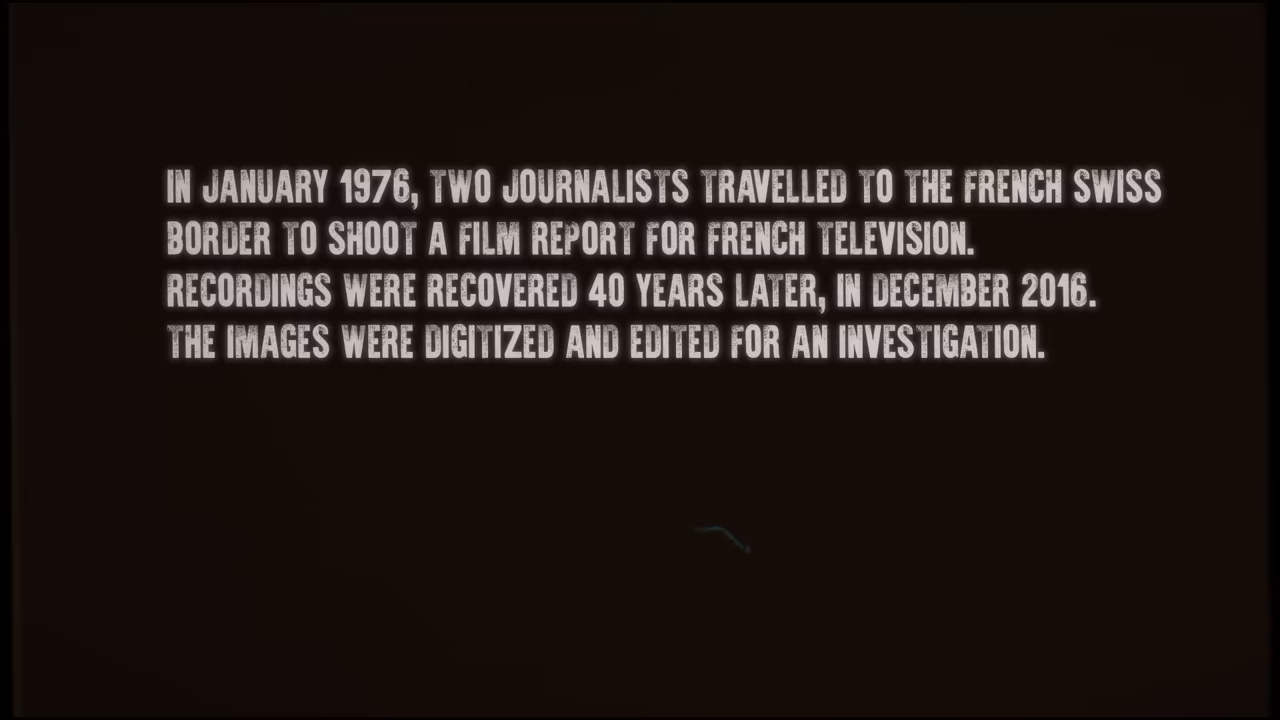 IN JANUARY 1976, TWO JOURNALISTS TRAVELLED TO THE FRENCH SWISS
BORDER TO SHOOT A FILM REPORT FOR FRENCH TELEVISION.
RECORDINGS WERE RECOVERED 40 YEARS LATER, IN DECEMBER 2016.
THE IMAGES WERE DIGITIZED AND EDITED FOR AN INVESTIGATION.